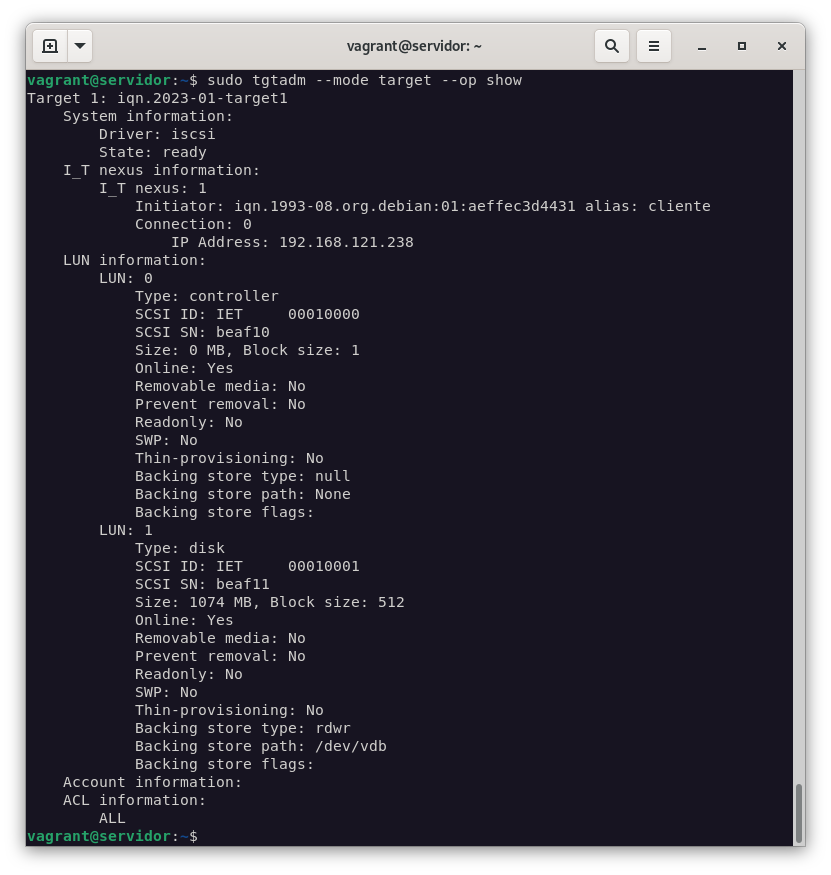 vagrant@servidor: ~
vagrant@servidor:~$ sudo tgtadm --mode target --op show
Target 1: iqn.2023-01-target1
    System information:
        Driver: iscsi
        State: ready
    I_T nexus information:
        I_T nexus: 1
            Initiator: iqn.1993-08.org.debian:01:aeffec3d4431 alias: cliente
            Connection: 0
                IP Address: 192.168.121.238
    LUN information:
        LUN: 0
            Type: controller
            SCSI ID: IET     00010000
            SCSI SN: beaf10
            Size: 0 MB, Block size: 1
            Online: Yes
            Removable media: No
            Prevent removal: No
            Readonly: No
            SWP: No
            Thin-provisioning: No
            Backing store type: null
            Backing store path: None
            Backing store flags:
        LUN: 1
            Type: disk
            SCSI ID: IET     00010001
            SCSI SN: beaf11
            Size: 1074 MB, Block size: 512
            Online: Yes
            Removable media: No
            Prevent removal: No
            Readonly: No
            SWP: No
            Thin-provisioning: No
            Backing store type: rdwr
            Backing store path: /dev/vdb
            Backing store flags:
    Account information:
    ACL information:
        ALL
vagrant@servidor:~$